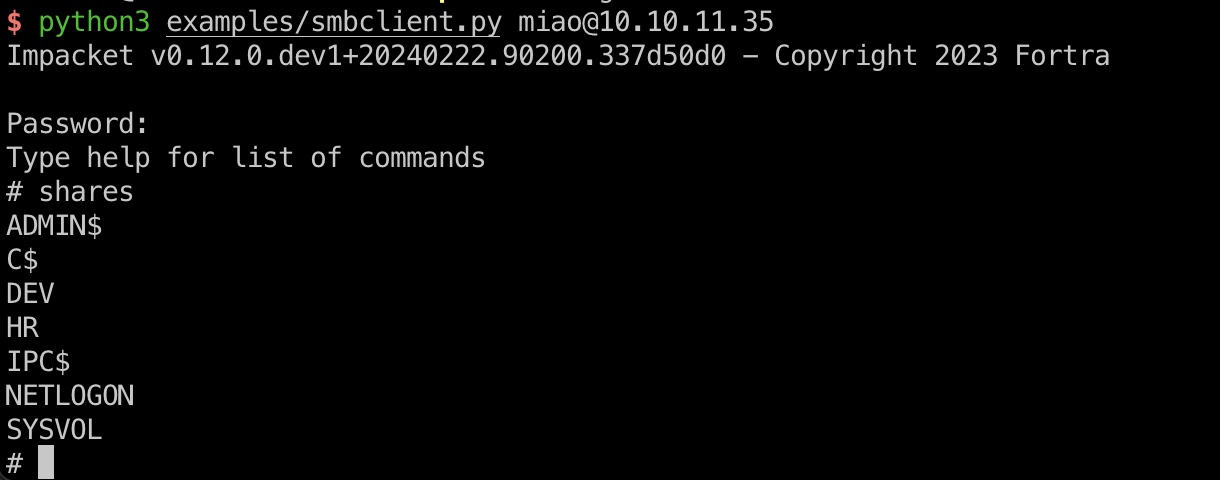 $ python3 examples/smbclient.py miao@10.10.11.35
Impacket v0.12.0.dev1+20240222.90200.337d50d0 - Copyright 2023 Fortra
Password:
Type help for list of commands
# shares
ADMIN$
C$
DEV
HR
IPC$
NETLOGON
SYSVOL
#